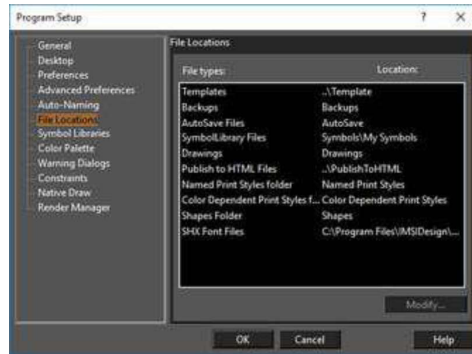 Program Setup ? ×
General
Desktop
Preferences
Advanced Preferences
Auto-Naming
File Locations
Symbol Libraries
Color Palette
Warning Dialogs
Constraints
Native Draw
Render Manager
File Locations
File types: Location:
Templates ..\Template
Backups Backups
AutoSave Files AutoSave
SymbolLibrary Files Symbols\My Symbols
Drawings Drawings
Publish to HTML Files ..\PublishToHTML
Named Print Styles folder Named Print Styles
Color Dependent Print Styles f... Color Dependent Print Styles
Shapes Folder Shapes
SHX Font Files C:\Program Files\IMSIDesign\...
Modify...
OK Cancel Help